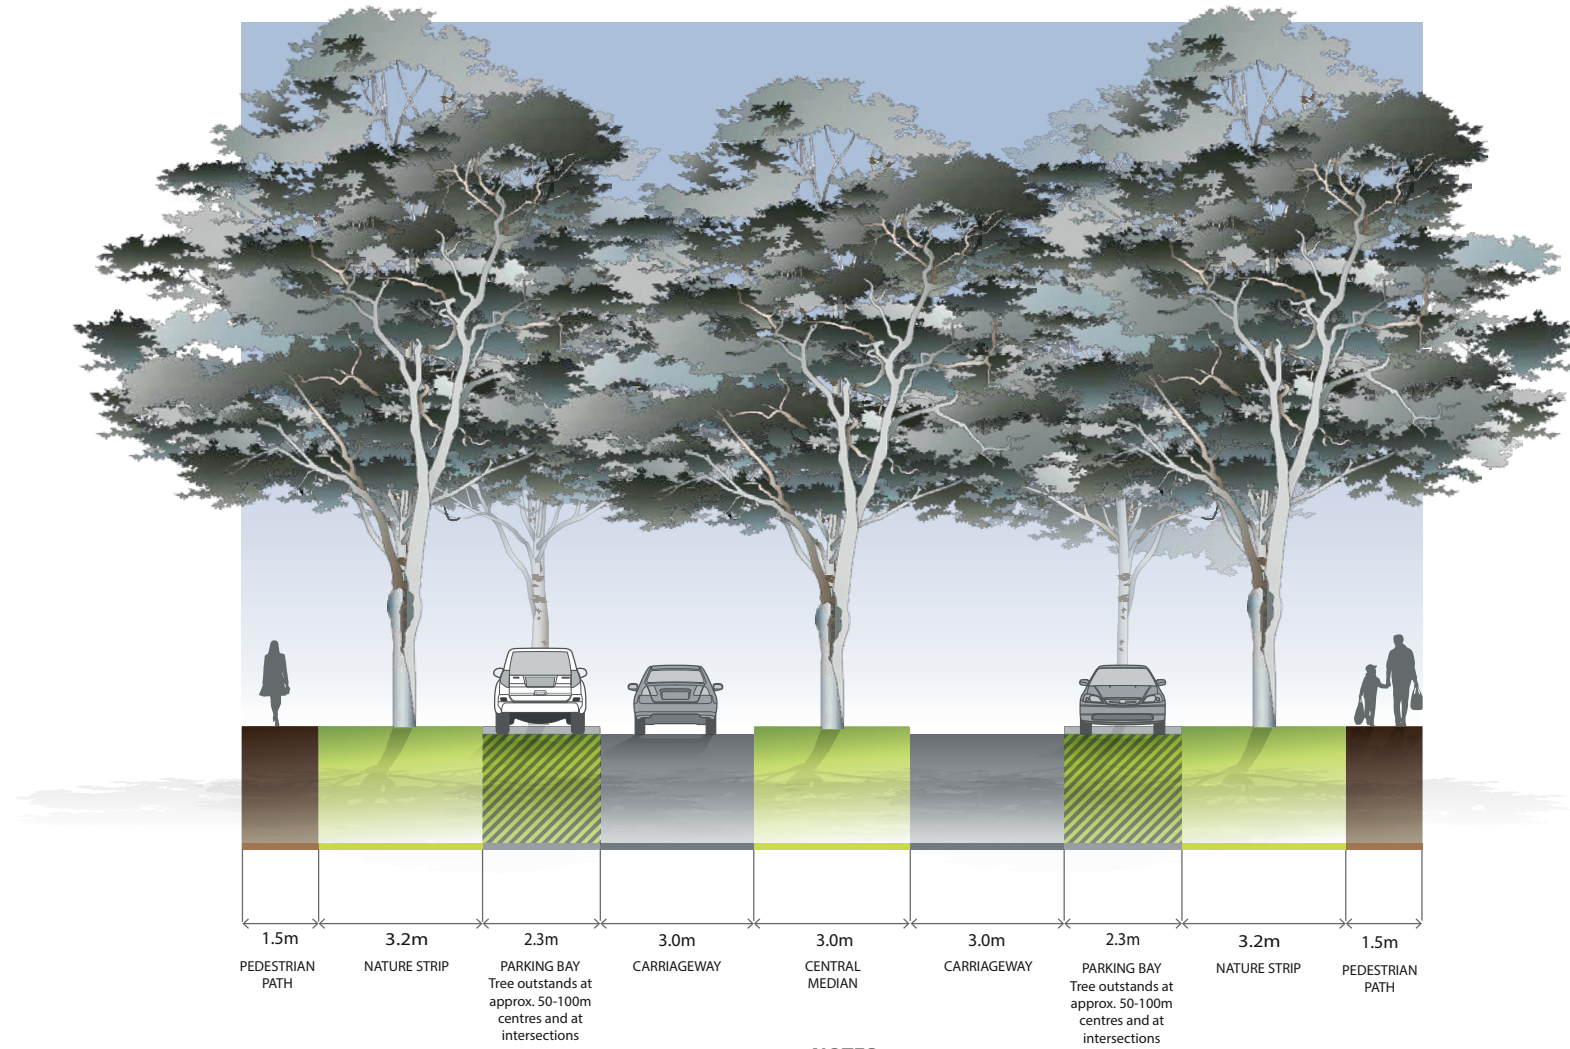 1.5m
PEDESTRIAN
PATH
3.2m
NATURE STRIP
2.3m
PARKING BAY
Tree outstands at
approx. 50-100m
centres and at
intersections
3.0m
CARRIAGEWAY
3.0m
CENTRAL
MEDIAN
3.0m
CARRIAGEWAY
2.3m
PARKING BAY
Tree outstands at
approx. 50-100m
centres and at
intersections
3.2m
NATURE STRIP
1.5m
PEDESTRIAN
PATH